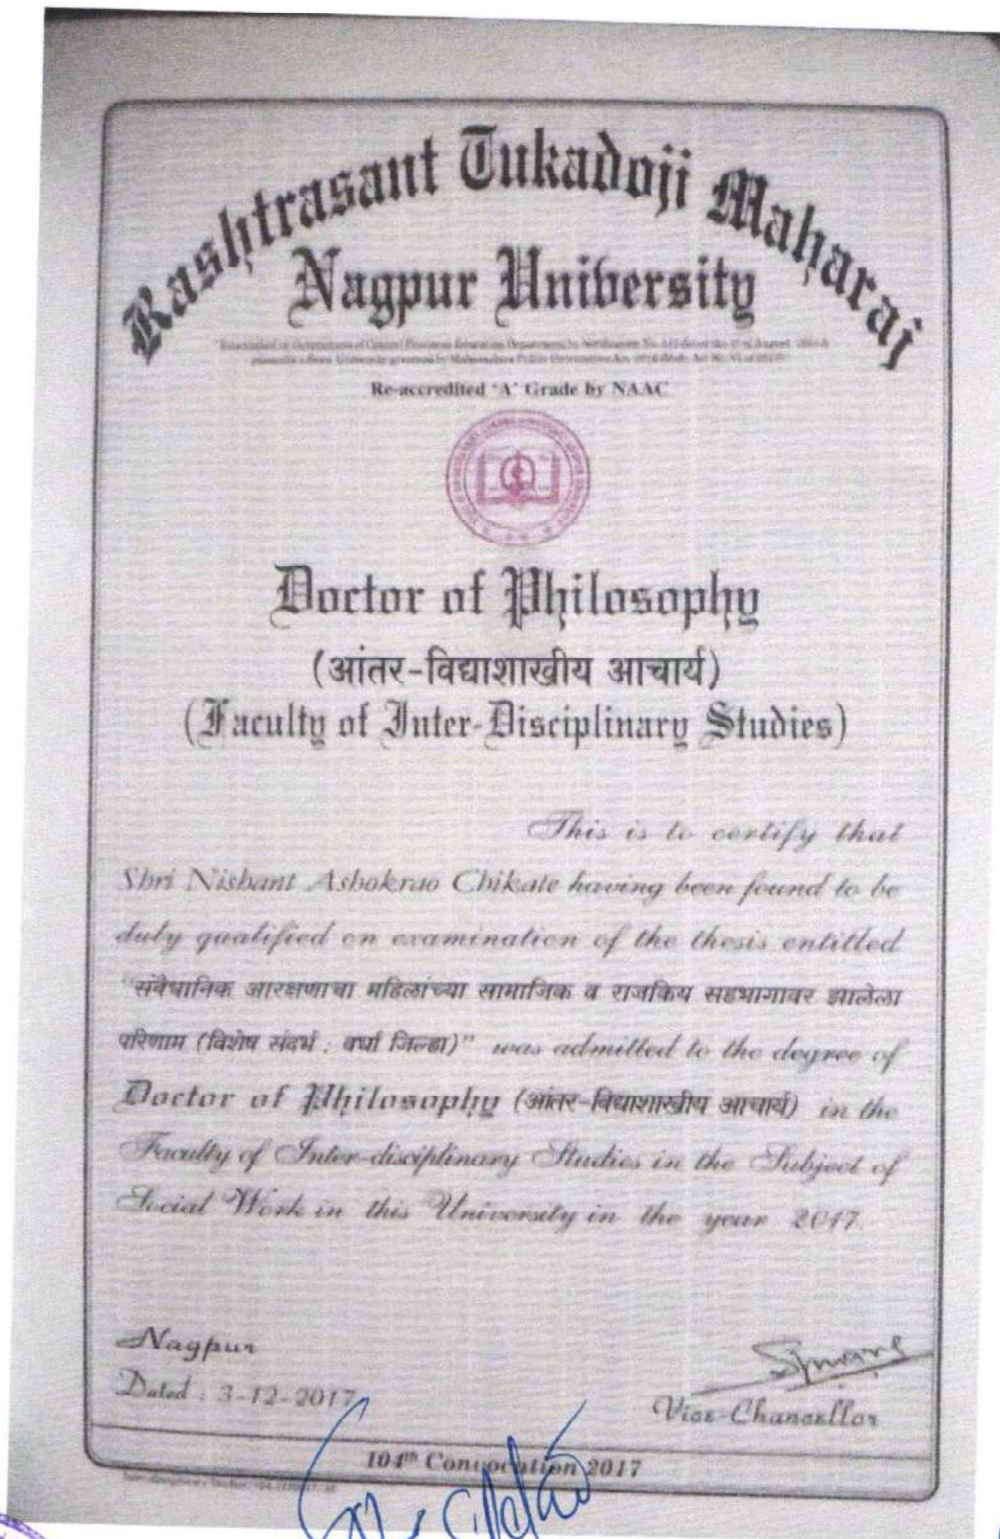 Rashtrasant Tukadoji Maharaj
Nagpur University
Re-accredited 'A' Grade by NAAC
Doctor of Philosophy
(आंतर-विद्याशाखीय आचार्य)
(Faculty of Inter-Disciplinary Studies)
This is to certify that
Shri Nishant Ashokrao Chikate having been found to be
duly qualified on examination of the thesis entitled
"संवैधानिक आरक्षणाचा महिलांच्या सामाजिक व राजकिय सहभागावर झालेला
परिणाम (विशेष संदर्भ : वर्धा जिल्हा)" was admitted to the degree of
Doctor of Philosophy (आंतर-विद्याशाखीय आचार्य) in the
Faculty of Inter-disciplinary Studies in the Subject of
Social Work in this University in the year 2017.
Nagpur
Dated : 3-12-2017
Vice-Chancellor
104th Convocation 2017